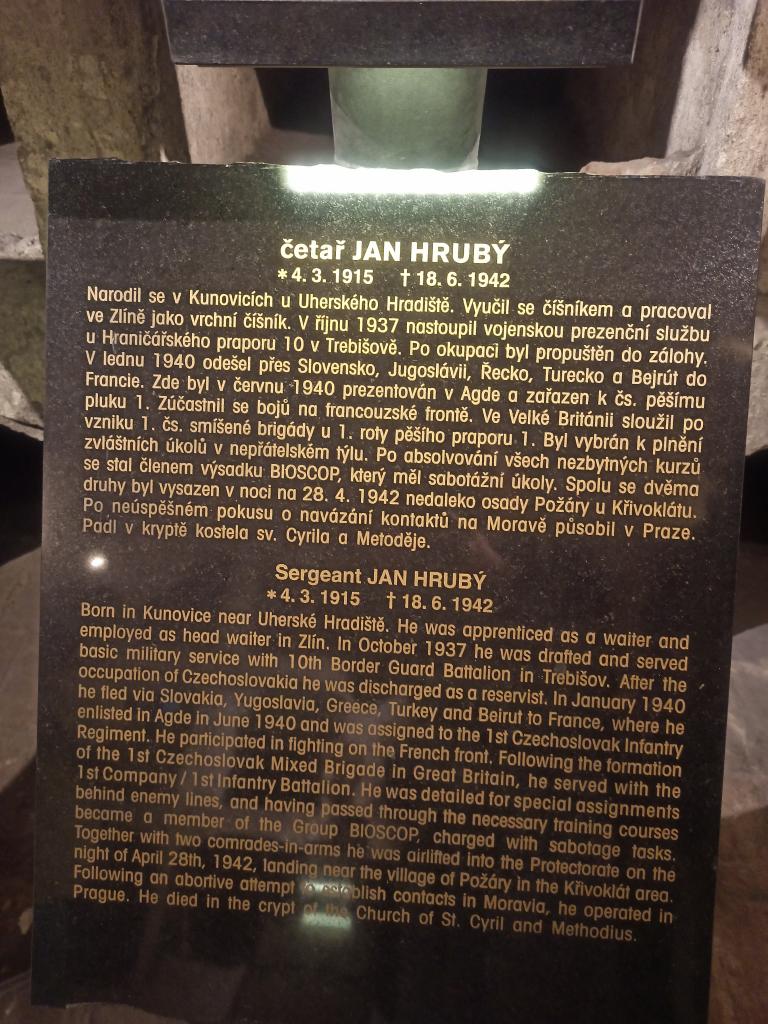 četař JAN HRUBÝ
* 4. 3. 1915 † 18. 6. 1942
Narodil se v Kunovicích u Uherského Hradiště. Vyučil se číšníkem a pracoval
ve Zlíně jako vrchní číšník. V říjnu 1937 nastoupil vojenskou prezenční službu
u Hraničářského praporu 10 v Trebišově. Po okupaci byl propuštěn do zálohy.
V lednu 1940 odešel přes Slovensko, Jugoslávii, Řecko, Turecko a Bejrút do
Francie. Zde byl v červnu 1940 prezentován v Agde a zařazen k čs. pěšímu
pluku 1. Zúčastnil se bojů na francouzské frontě. Ve Velké Británii sloužil po
vzniku 1. čs. smíšené brigády u 1. roty pěšího praporu 1. Byl vybrán k plnění
zvláštních úkolů v nepřátelském týlu. Po absolvování všech nezbytných kurzů
se stal členem výsadku BIOSCOP, který měl sabotážní úkoly. Spolu se dvěma
druhy byl vysazen v noci na 28. 4. 1942 nedaleko osady Požáry u Křivoklátu.
Po neúspěšném pokusu o navázání kontaktů na Moravě působil v Praze.
Padl v kryptě kostela sv. Cyrila a Metoděje.
Sergeant JAN HRUBÝ
* 4. 3. 1915 † 18. 6. 1942
Born in Kunovice near Uherské Hradiště. He was apprenticed as a waiter and
employed as head waiter in Zlín. In October 1937 he was drafted and served
basic military service with 10th Border Guard Battalion in Trebišov. After the
occupation of Czechoslovakia he was discharged as a reservist. In January 1940
he fled via Slovakia, Yugoslavia, Greece, Turkey and Beirut to France, where he
enlisted in Agde in June 1940 and was assigned to the 1st Czechoslovak Infantry
Regiment. He participated in fighting on the French front. Following the formation
of the 1st Czechoslovak Mixed Brigade in Great Britain, he served with the
1st Company / 1st Infantry Battalion. He was detailed for special assignments
behind enemy lines, and having passed through the necessary training courses
became a member of the Group BIOSCOP, charged with sabotage tasks.
Together with two comrades-in-arms he was airlifted into the Protectorate on the
night of April 28th, 1942, landing near the village of Požáry in the Křivoklát area.
Following an abortive attempt to establish contacts in Moravia, he operated in
Prague. He died in the crypt of the Church of St. Cyril and Methodius.